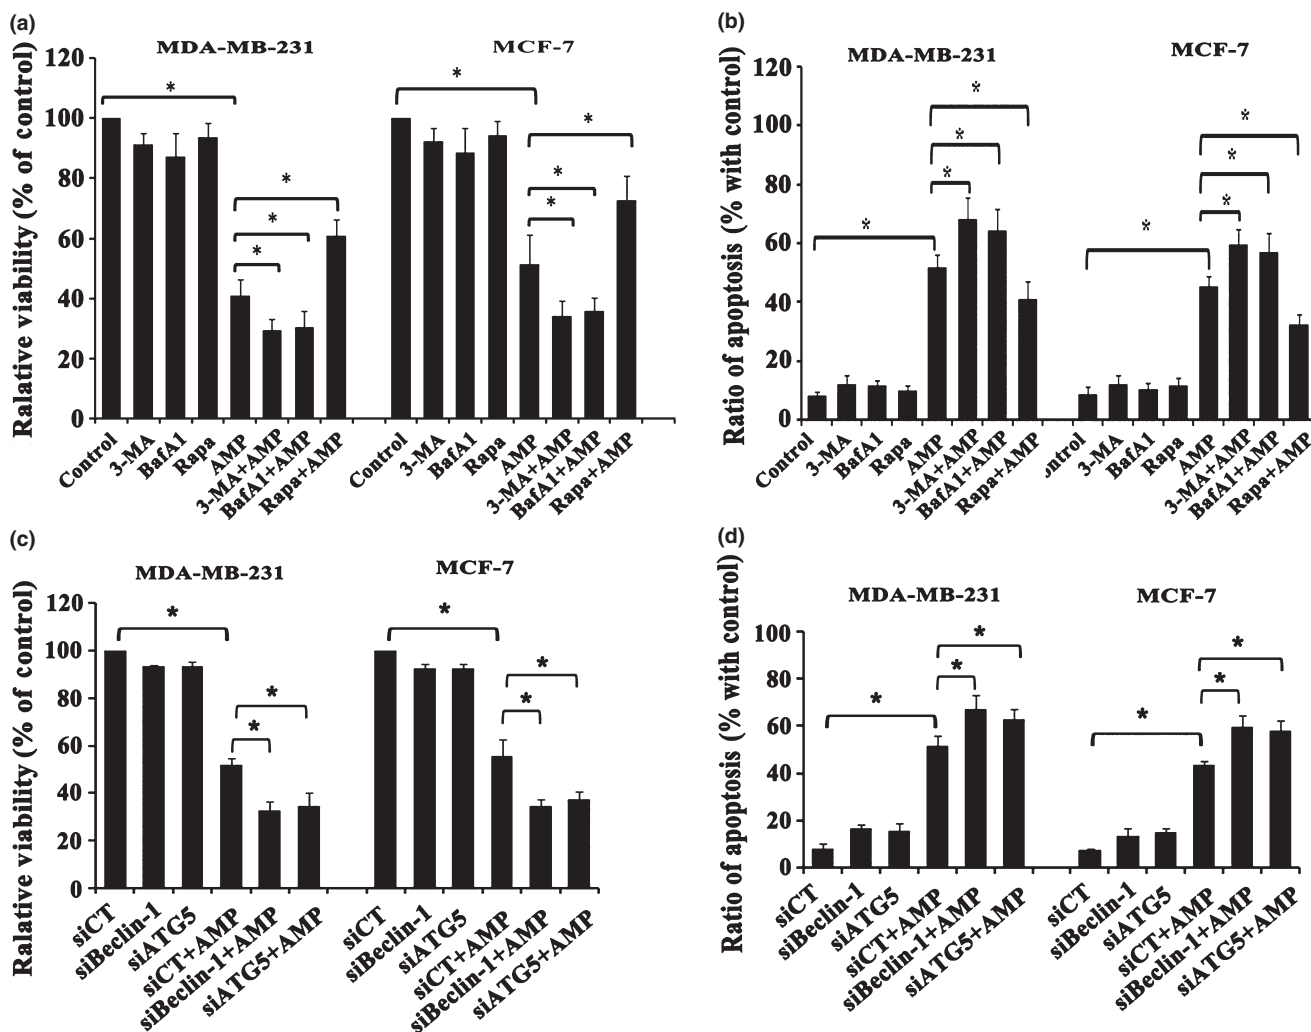 (a)
MDA-MB-231
MCF-7
Ralative viability (% of control)
120
100
80
60
40
20
0
*
*
*
*
*
*
*
*
Control
3-MA
BafA1
Rapa
AMP
3-MA+AMP
BafA1+AMP
Rapa+AMP
Control
3-MA
BafA1
Rapa
AMP
3-MA+AMP
BafA1+AMP
Rapa+AMP
(b)
MDA-MB-231
MCF-7
Ratio of apoptosis (% with control)
120
100
80
60
40
20
0
*
*
*
*
*
*
*
*
Control
3-MA
BafA1
Rapa
AMP
3-MA+AMP
BafA1+AMP
Rapa+AMP
ontrol
3-MA
BafA1
Rapa
AMP
3-MA+AMP
BafA1+AMP
Rapa+AMP
(c)
MDA-MB-231
MCF-7
Ralative viability (% of control)
120
100
80
60
40
20
0
*
*
*
*
*
*
siCT
siBeclin-1
siATG5
siCT+AMP
siBeclin-1+AMP
siATG5+AMP
siCT
siBeclin-1
siATG5
siCT+AMP
siBeclin-1+AMP
siATG5+AMP
(d)
MDA-MB-231
MCF-7
Ratio of apoptosis (% with control)
100
80
60
40
20
0
*
*
*
*
*
*
siCT
siBeclin-1
siATG5
siCT+AMP
siBeclin-1+AMP
siATG5+AMP
siCT
siBeclin-1
siATG5
siCT+AMP
siBeclin-1+AMP
siATG5+AMP